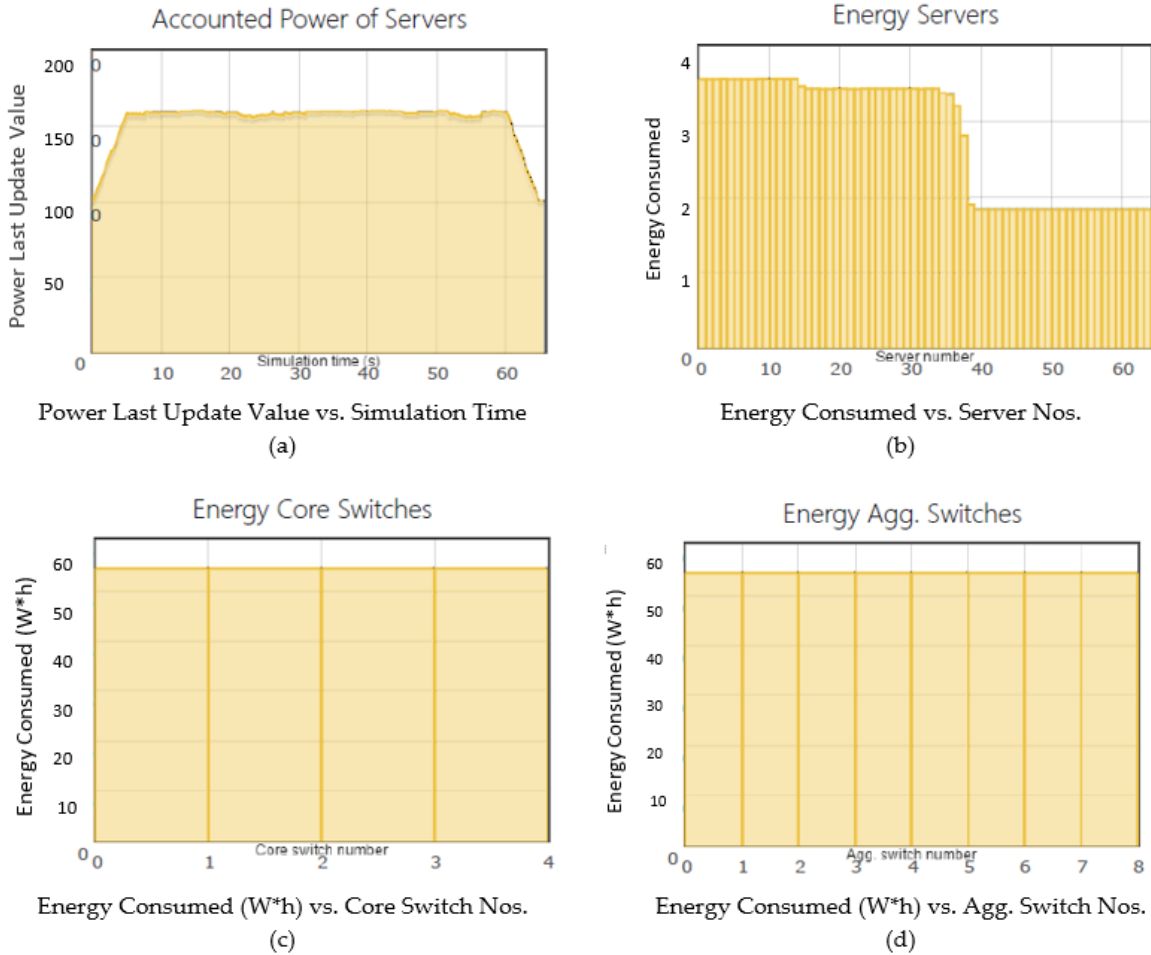 Accounted Power of Servers
Power Last Update Value
200
150
100
50
0
0
0
0
Simulation time (s)
10 20 30 40 50 60
Power Last Update Value vs. Simulation Time
(a)
Energy Servers
Energy Consumed
4
3
2
1
0
Server number
0 10 20 30 40 50 60
Energy Consumed vs. Server Nos.
(b)
Energy Core Switches
Energy Consumed (W*h)
60
50
40
30
20
10
0
Core switch number
0 1 2 3 4
Energy Consumed (W*h) vs. Core Switch Nos.
(c)
Energy Agg. Switches
Energy Consumed (W*h)
60
50
40
30
20
10
0
Agg. switch number
0 1 2 3 4 5 6 7 8
Energy Consumed (W*h) vs. Agg. Switch Nos.
(d)